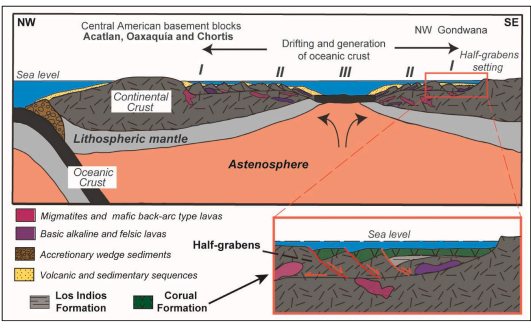 NW
Central American basement blocks
Acatlan, Oaxaquia and Chortis
Drifting and generation
of oceanic crust
NW Gondwana
SE
Half-grabens
setting
I
II
III
II
I
Sea level
Continental
Crust
Lithospheric mantle
Astenosphere
Oceanic
Crust
Migmatites and mafic back-arc type lavas
Basic alkaline and felsic lavas
Accretionary wedge sediments
Volcanic and sedimentary sequences
Los Indios
Formation
Corual
Formation
Half-grabens
Sea level